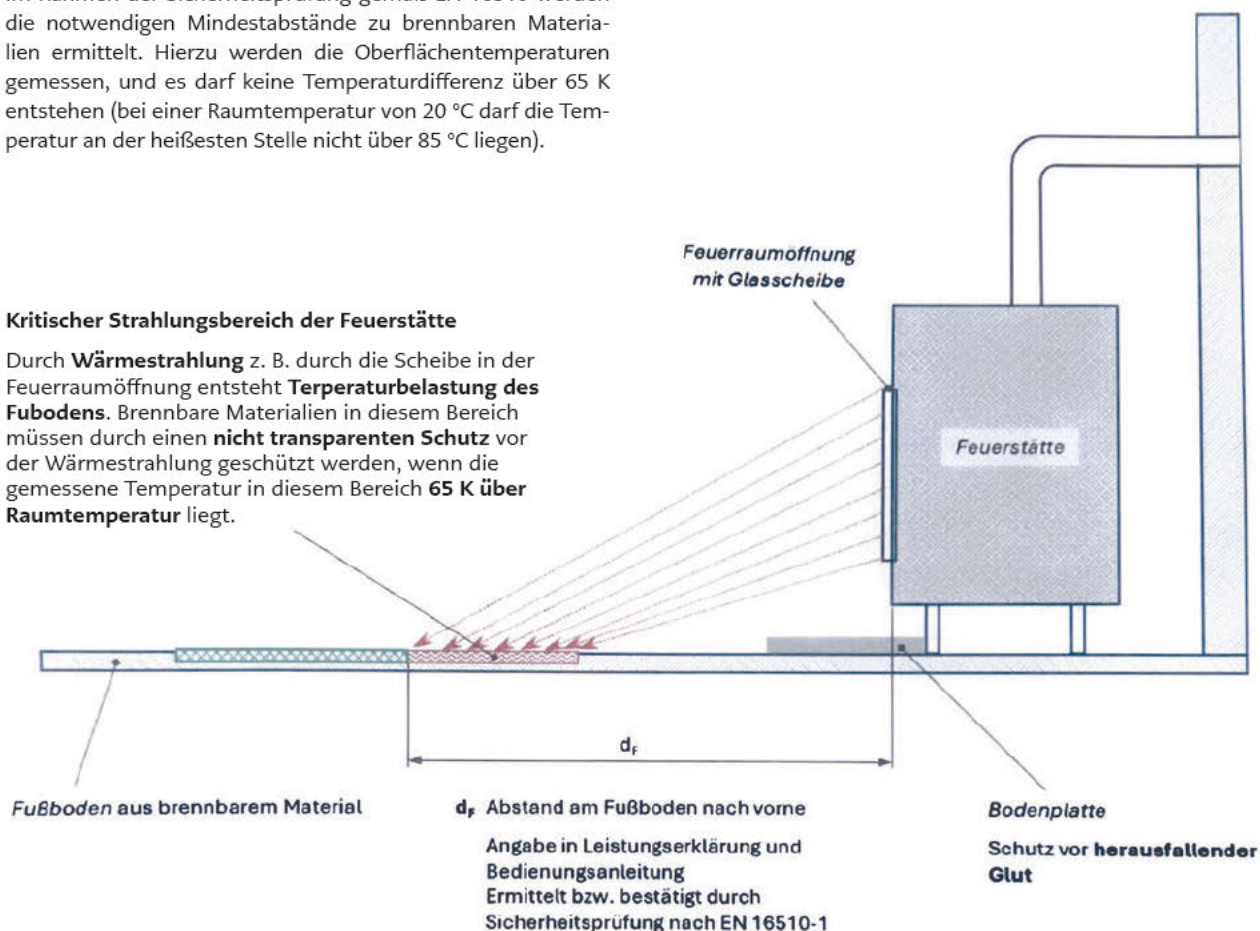 die notwendigen Mindestabstände zu brennbaren Materia-
lien ermittelt. Hierzu werden die Oberflächentemperaturen
gemessen, und es darf keine Temperaturdifferenz über 65 K
entstehen (bei einer Raumtemperatur von 20 °C darf die Tem-
peratur an der heißesten Stelle nicht über 85 °C liegen).
Feuerraumöffnung
mit Glasscheibe
Kritischer Strahlungsbereich der Feuerstätte
Durch Wärmestrahlung z. B. durch die Scheibe in der
Feuerraumöffnung entsteht Terperaturbelastung des
Fubodens. Brennbare Materialien in diesem Bereich
müssen durch einen nicht transparenten Schutz vor
der Wärmestrahlung geschützt werden, wenn die
gemessene Temperatur in diesem Bereich 65 K über
Raumtemperatur liegt.
Feuerstätte
dF
Fußboden aus brennbarem Material
dF Abstand am Fußboden nach vorne
Angabe in Leistungserklärung und
Bedienungsanleitung
Ermittelt bzw. bestätigt durch
Sicherheitsprüfung nach EN 16510-1
Bodenplatte
Schutz vor herausfallender
Glut